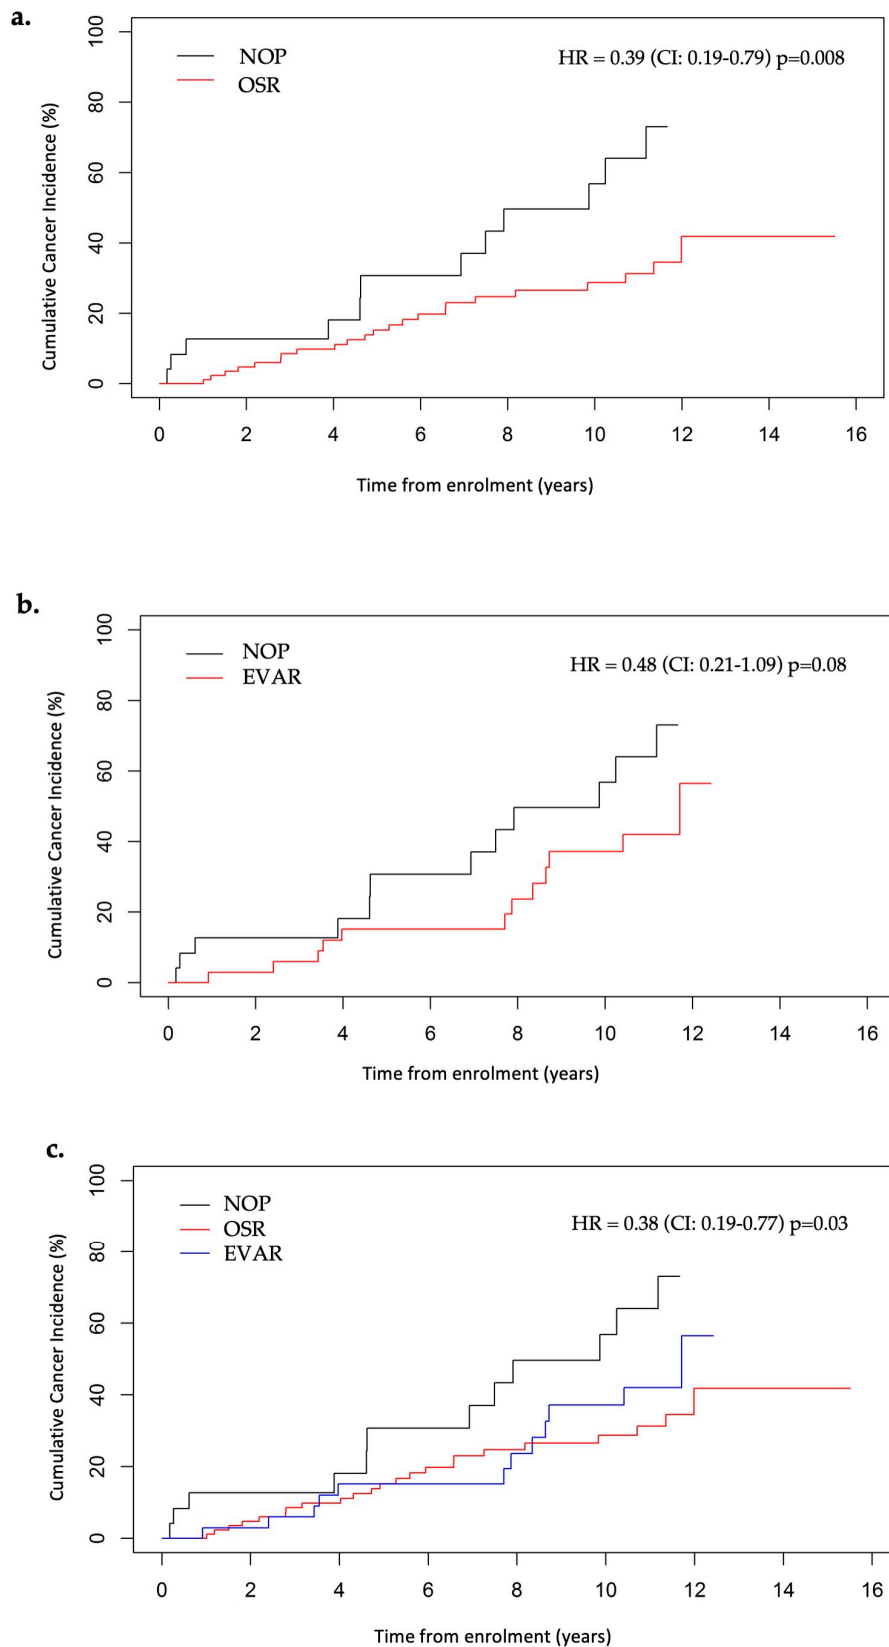 a.
NOP
OSR
HR = 0.39 (CI: 0.19-0.79) p=0.008
Cumulative Cancer Incidence (%)
100
80
60
40
20
0
0 2 4 6 8 10 12 14 16
Time from enrolment (years)
b.
NOP
EVAR
HR = 0.48 (CI: 0.21-1.09) p=0.08
Cumulative Cancer Incidence (%)
100
80
60
40
20
0
0 2 4 6 8 10 12 14 16
Time from enrolment (years)
c.
NOP
OSR
EVAR
HR = 0.38 (CI: 0.19-0.77) p=0.03
Cumulative Cancer Incidence (%)
100
80
60
40
20
0
0 2 4 6 8 10 12 14 16
Time from enrolment (years)